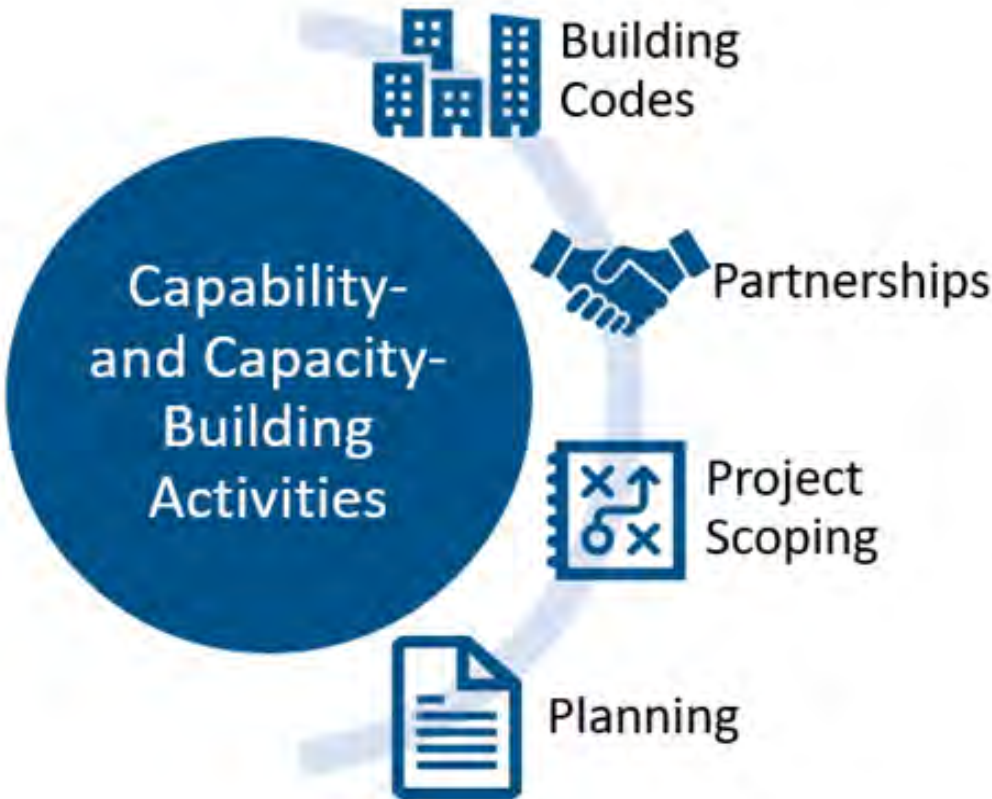 Building
Codes
Capability-
and Capacity-
Building
Activities
Partnerships
Project
Scoping
Planning